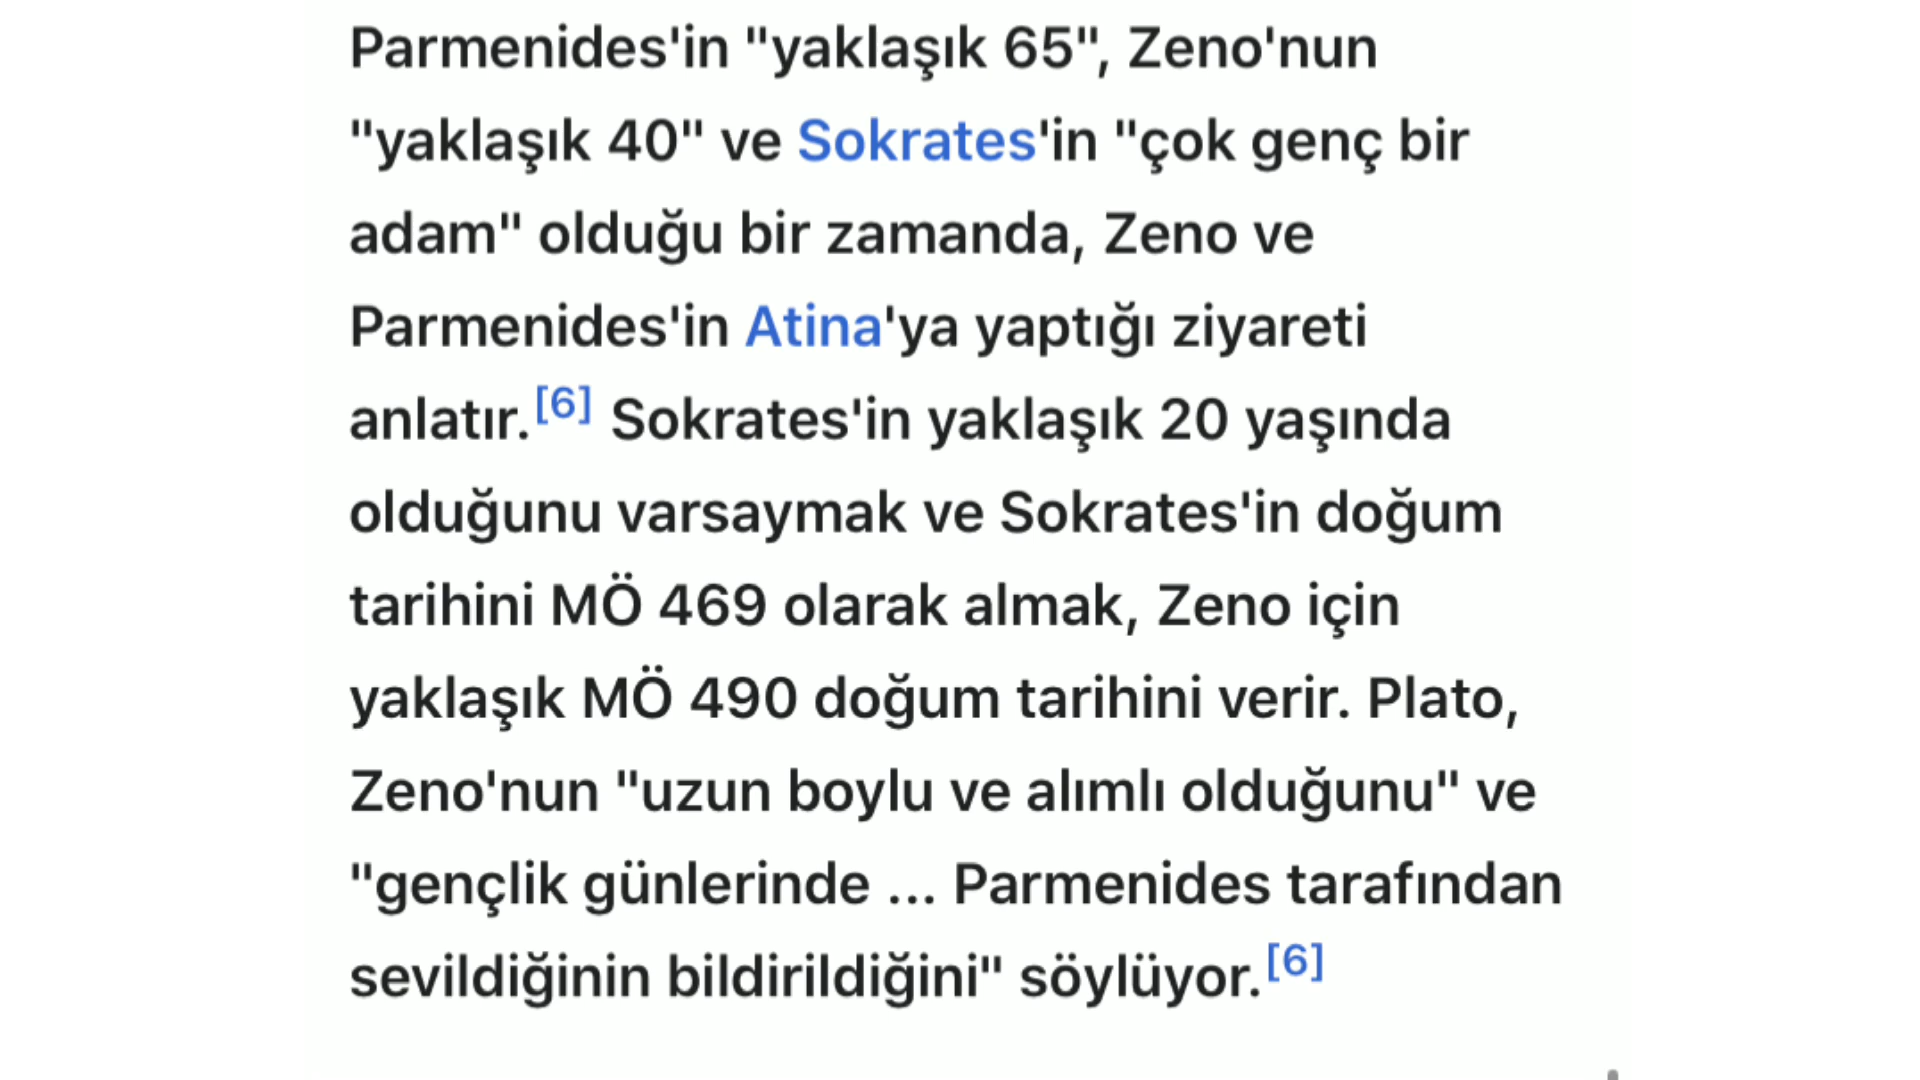 Parmenides'in "yaklaşık 65", Zeno'nun
"yaklaşık 40" ve Sokrates'in "çok genç bir
adam" olduğu bir zamanda, Zeno ve
Parmenides'in Atina'ya yaptığı ziyareti
anlatır.[6] Sokrates'in yaklaşık 20 yaşında
olduğunu varsaymak ve Sokrates'in doğum
tarihini MÖ 469 olarak almak, Zeno için
yaklaşık MÖ 490 doğum tarihini verir. Plato,
Zeno'nun "uzun boylu ve alımlı olduğunu" ve
"gençlik günlerinde ... Parmenides tarafından
sevildiğinin bildirildiğini" söylüyor.[6]